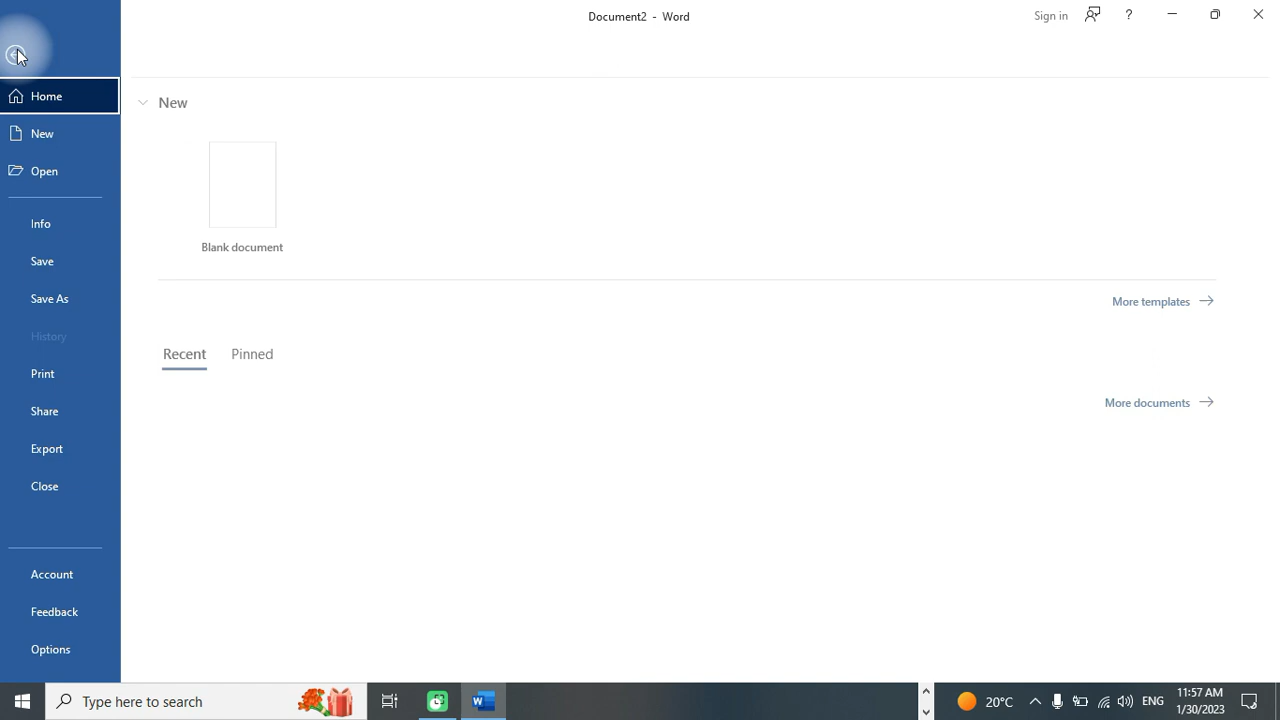 Document2 - Word
Sign in
?
Home
New
Open
Info
Save
Save As
History
Print
Share
Export
Close
Account
Feedback
Options
New
Blank document
More templates
Recent Pinned
More documents
Type here to search
20°C
ENG
11:57 AM
1/30/2023